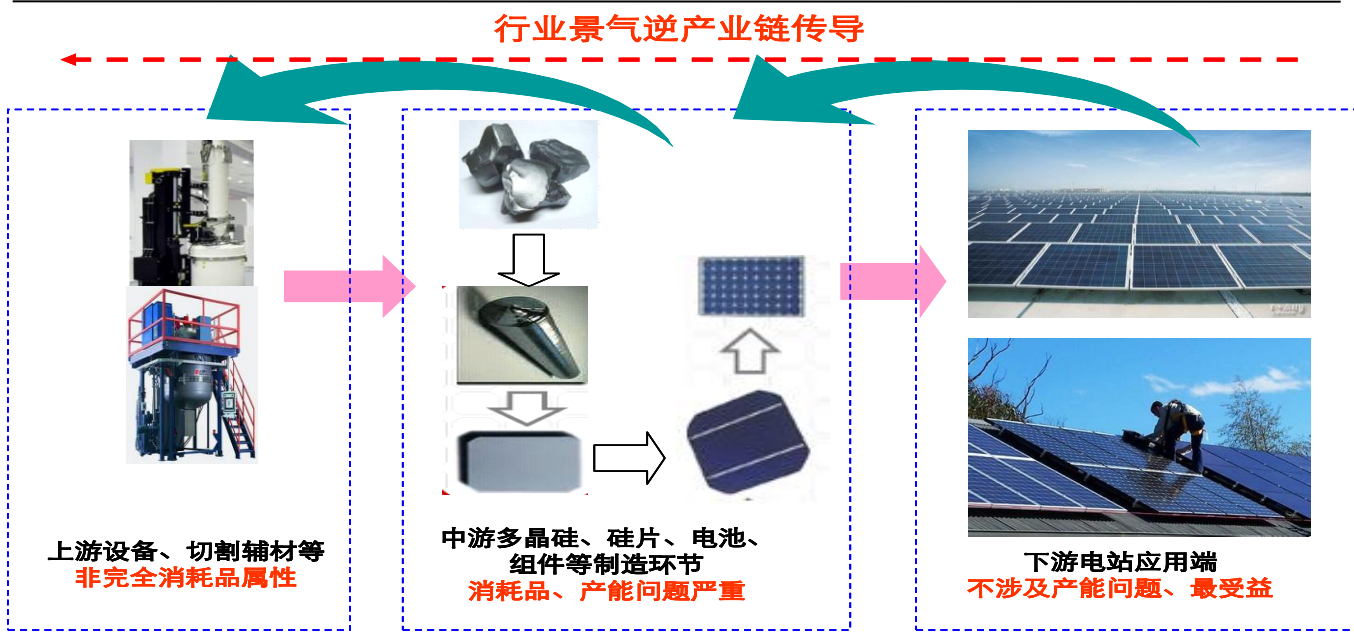 行业景气逆产业链传导
上游设备、切割辅材等
非完全消耗品属性
中游多晶硅、硅片、电池、
组件等制造环节
消耗品、产能问题严重
下游电站应用端
不涉及产能问题、最受益